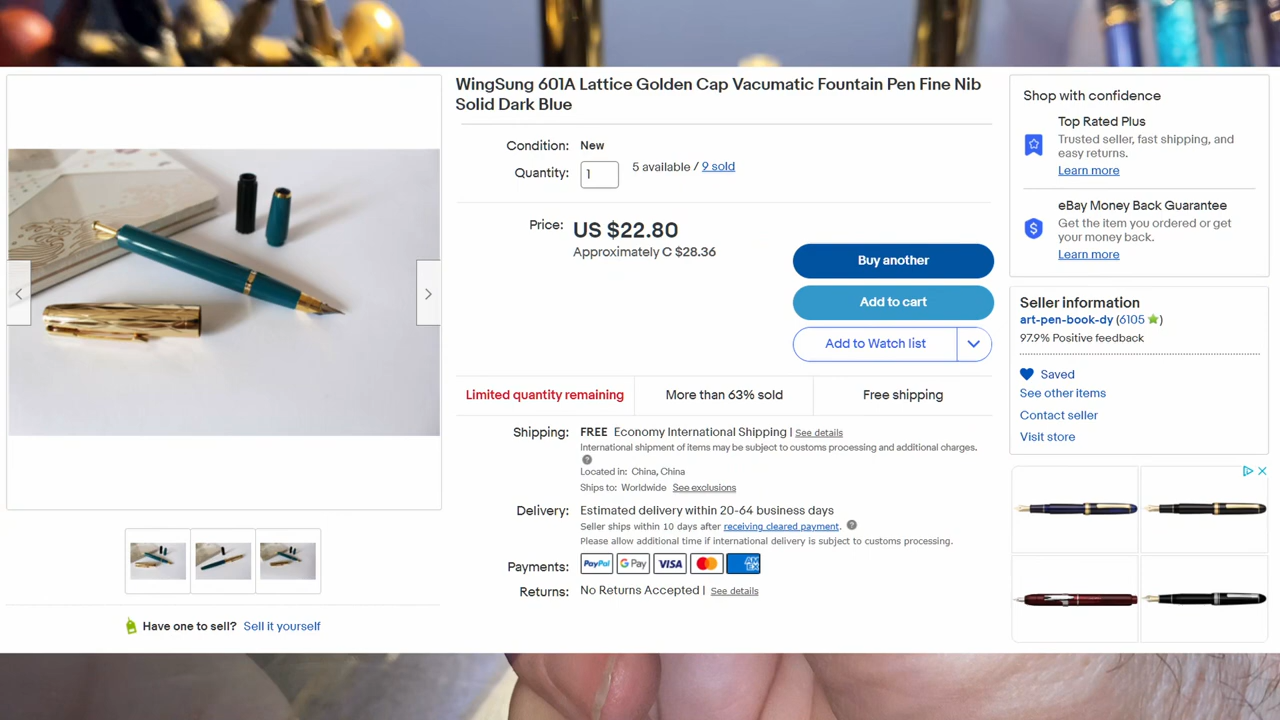 WingSung 601A Lattice Golden Cap Vacumatic Fountain Pen Fine Nib
Solid Dark Blue
Condition: New
Quantity: 1 5 available / 9 sold
Price: US $22.80
Approximately C $28.36
Buy another
Add to cart
Add to Watch list
Limited quantity remaining More than 63% sold Free shipping
Shipping: FREE Economy International Shipping | See details
International shipment of items may be subject to customs processing and additional charges.
Located in: China, China
Ships to: Worldwide See exclusions
Delivery: Estimated delivery within 20-64 business days
Seller ships within 10 days after receiving cleared payment.
Please allow additional time if international delivery is subject to customs processing.
Payments: PayPal G Pay VISA AM EX
Returns: No Returns Accepted | See details
Have one to sell? Sell it yourself
Shop with confidence
Top Rated Plus
Trusted seller, fast shipping, and
easy returns.
Learn more
eBay Money Back Guarantee
Get the item you ordered or get
your money back.
Learn more
Seller information
art-pen-book-dy (6105)
97.9% Positive feedback
Saved
See other items
Contact seller
Visit store